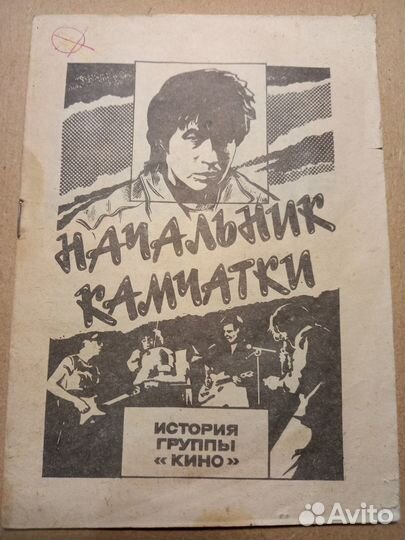 НАЧАЛЬНИК
КАМЧАТКИ
ИСТОРИЯ
ГРУППЫ
«КИНО»
Avito